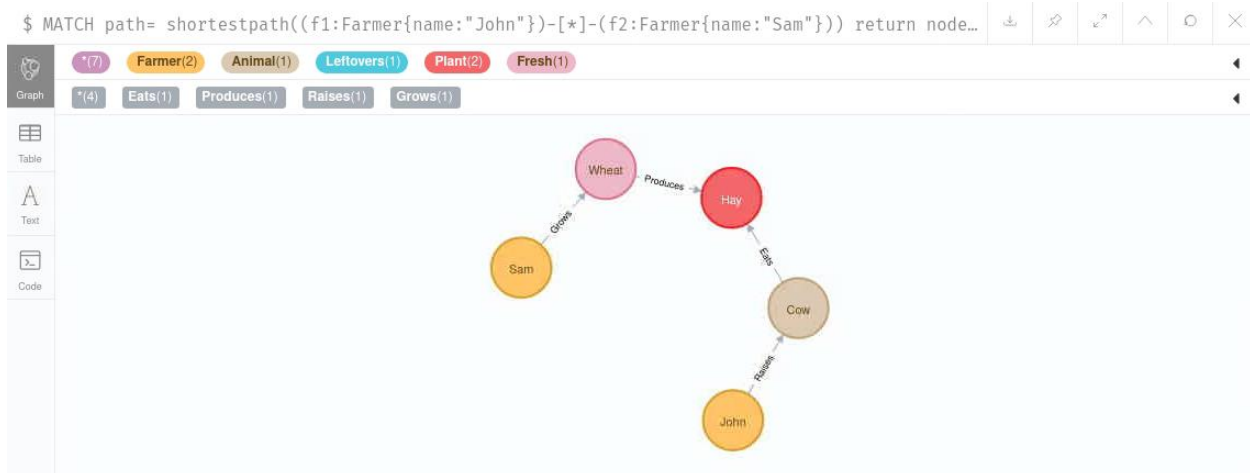 $ MATCH path= shortestpath((f1:Farmer{name:"John"})-[*]-(f2:Farmer{name:"Sam"})) return node…
*(7) Farmer(2) Animal(1) Leftovers(1) Plant(2) Fresh(1)
Graph
*(4) Eats(1) Produces(1) Raises(1) Grows(1)
Table
A
Text
Code
Wheat
Produces
Hay
Grows
Sam
Eats
Cow
Raises
John